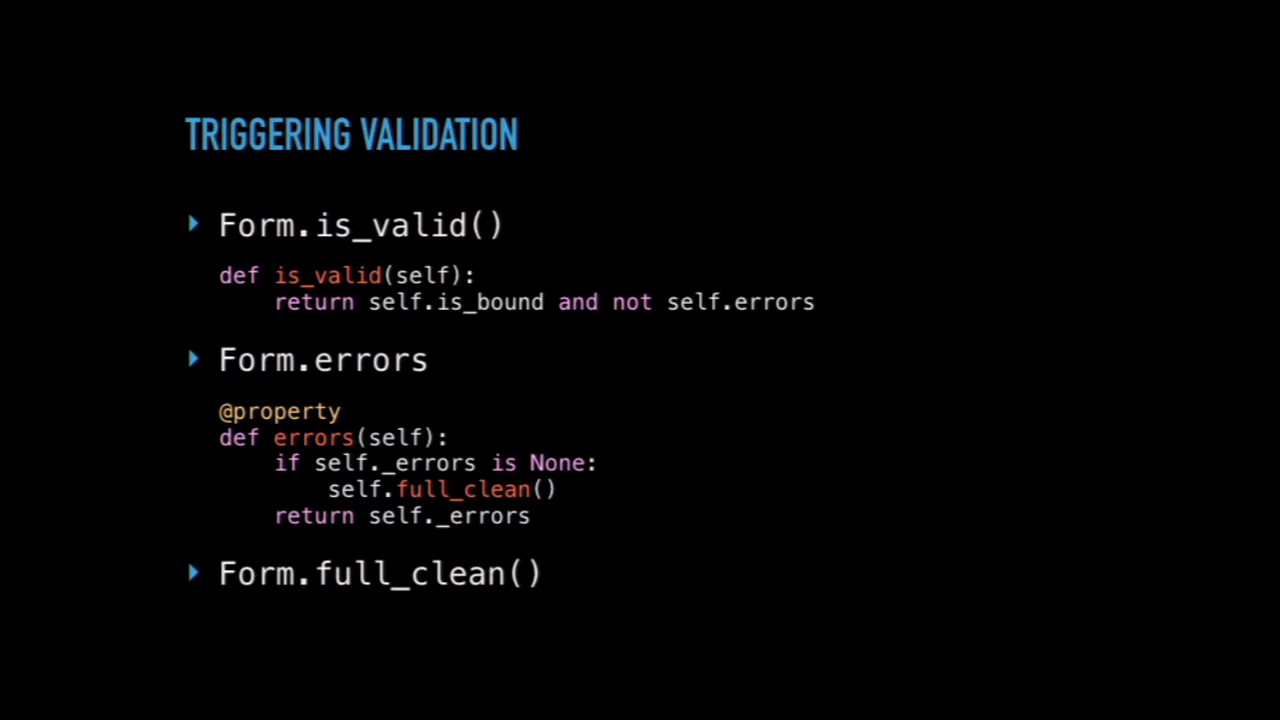 TRIGGERING VALIDATION
Form.is_valid()
def is_valid(self):
    return self.is_bound and not self.errors
Form.errors
@property
def errors(self):
    if self._errors is None:
        self.full_clean()
    return self._errors
Form.full_clean()